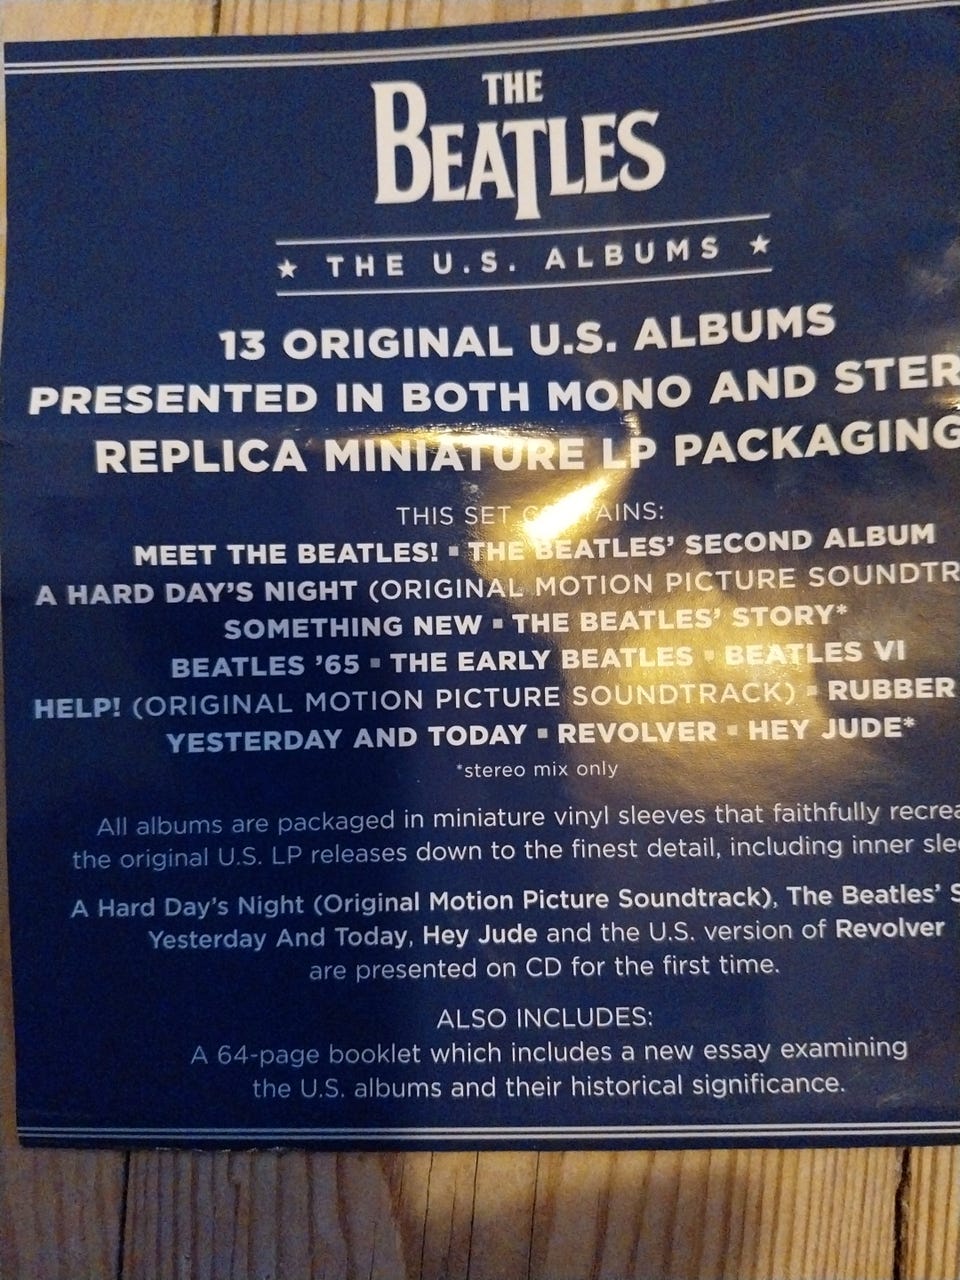 THE
BEATLES
★ THE U.S. ALBUMS ★
13 ORIGINAL U.S. ALBUMS
PRESENTED IN BOTH MONO AND STER
REPLICA MINIATURE LP PACKAGING
THIS SET CONTAINS:
MEET THE BEATLES! ▪ THE BEATLES' SECOND ALBUM
A HARD DAY'S NIGHT (ORIGINAL MOTION PICTURE SOUNDTR
SOMETHING NEW ▪ THE BEATLES' STORY*
BEATLES '65 ▪ THE EARLY BEATLES ▪ BEATLES VI
HELP! (ORIGINAL MOTION PICTURE SOUNDTRACK) ▪ RUBBER
YESTERDAY AND TODAY ▪ REVOLVER ▪ HEY JUDE*
*stereo mix only
All albums are packaged in miniature vinyl sleeves that faithfully recrea
the original U.S. LP releases down to the finest detail, including inner slee
A Hard Day's Night (Original Motion Picture Soundtrack), The Beatles' S
Yesterday And Today, Hey Jude and the U.S. version of Revolver
are presented on CD for the first time.
ALSO INCLUDES:
A 64-page booklet which includes a new essay examining
the U.S. albums and their historical significance.